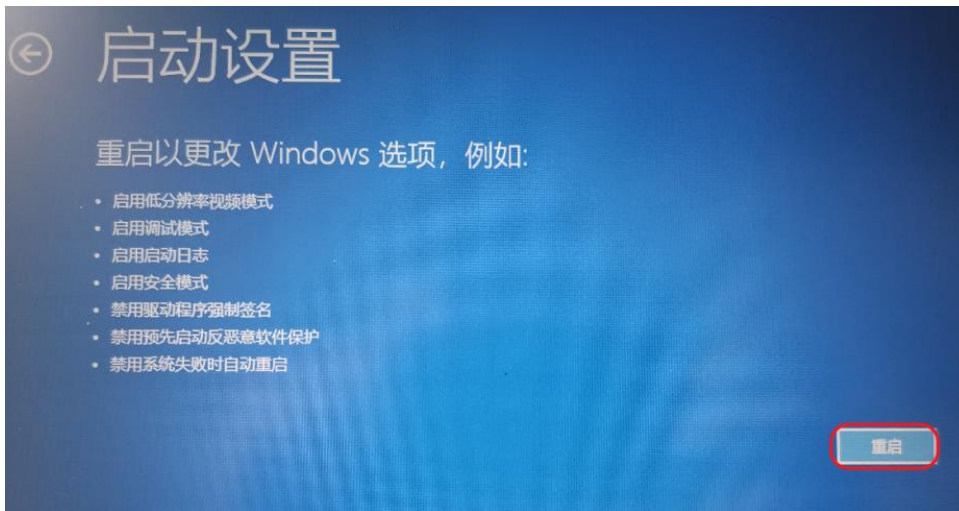 启动设置
重启以更改 Windows 选项，例如:
• 启用低分辨率视频模式
• 启用调试模式
• 启用启动日志
• 启用安全模式
• 禁用驱动程序强制签名
• 禁用预先启动反恶意软件保护
• 禁用系统失败时自动重启
重启